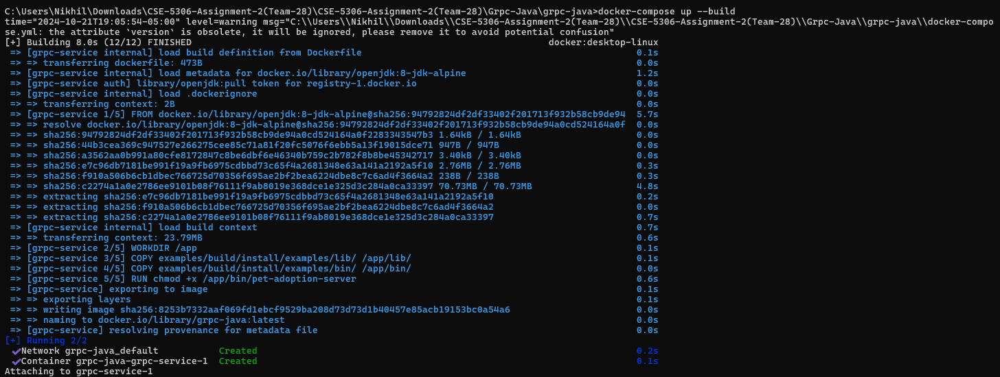 C:\Users\Nikhil\Downloads\CSE-5306-Assignment-2(Team-28)\CSE-5306-Assignment-2(Team-28)\Grpc-Java\grpc-java>docker-compose up --build
time="2024-10-21T19:05:54-05:00" level=warning msg="C:\\Users\\Nikhil\\Downloads\\CSE-5306-Assignment-2(Team-28)\\CSE-5306-Assignment-2(Team-28)\\Grpc-Java\\grpc-java\\docker-compo
se.yml: the attribute `version` is obsolete, it will be ignored, please remove it to avoid potential confusion"
[+] Building 8.0s (12/12) FINISHED docker:desktop-linux
=> [grpc-service internal] load build definition from Dockerfile 0.1s
=> => transferring dockerfile: 473B 0.0s
=> [grpc-service internal] load metadata for docker.io/library/openjdk:8-jdk-alpine 1.2s
=> [grpc-service auth] library/openjdk:pull token for registry-1.docker.io 0.0s
=> [grpc-service internal] load .dockerignore 0.0s
=> => transferring context: 2B 0.0s
=> [grpc-service 1/5] FROM docker.io/library/openjdk:8-jdk-alpine@sha256:94792824df2df33402f201713f932b58cb9de94 5.7s
=> => resolve docker.io/library/openjdk:8-jdk-alpine@sha256:94792824df2df33402f201713f932b58cb9de94a0cd524164a0f 0.0s
=> => sha256:94792824df2df33402f201713f932b58cb9de94a0cd524164a0f2283343547b3 1.64kB / 1.64kB 0.0s
=> => sha256:44b3cea369c947527e266275cee85c71a81f20fc5076f6ebb5a13f19015dce71 947B / 947B 0.0s
=> => sha256:a3562aa0b991a80cfe8172847c8be6dbf6e46340b759c2b782f8b8be45342717 3.40kB / 3.40kB 0.0s
=> => sha256:e7c96db7181be991f19a9fb6975cdbbd73c65f4a2681348e63a141a2192a5f10 2.76MB / 2.76MB 0.3s
=> => sha256:f910a506b6cb1dbec766725d70356f695ae2bf2bea6224dbe8c7c6ad4f3664a2 238B / 238B 0.3s
=> => sha256:c2274a1a0e2786ee9101b08f76111f9ab8019e368dce1e325d3c284a0ca33397 70.73MB / 70.73MB 4.8s
=> => extracting sha256:e7c96db7181be991f19a9fb6975cdbbd73c65f4a2681348e63a141a2192a5f10 0.2s
=> => extracting sha256:f910a506b6cb1dbec766725d70356f695ae2bf2bea6224dbe8c7c6ad4f3664a2 0.0s
=> => extracting sha256:c2274a1a0e2786ee9101b08f76111f9ab8019e368dce1e325d3c284a0ca33397 0.7s
=> [grpc-service internal] load build context 0.7s
=> => transferring context: 23.79MB 0.6s
=> [grpc-service 2/5] WORKDIR /app 0.1s
=> [grpc-service 3/5] COPY examples/build/install/examples/lib/ /app/lib/ 0.1s
=> [grpc-service 4/5] COPY examples/build/install/examples/bin/ /app/bin/ 0.0s
=> [grpc-service 5/5] RUN chmod +x /app/bin/pet-adoption-server 0.6s
=> [grpc-service] exporting to image 0.1s
=> => exporting layers 0.1s
=> => writing image sha256:8253b7332aaf069fd1ebcf9529ba208d73d73d1b40457e85acb19153bc0a54a6 0.0s
=> => naming to docker.io/library/grpc-java:latest 0.0s
=> [grpc-service] resolving provenance for metadata file 0.0s
[+] Running 2/2
✔Network grpc-java_default Created 0.2s
✔Container grpc-java-grpc-service-1 Created 0.1s
Attaching to grpc-service-1